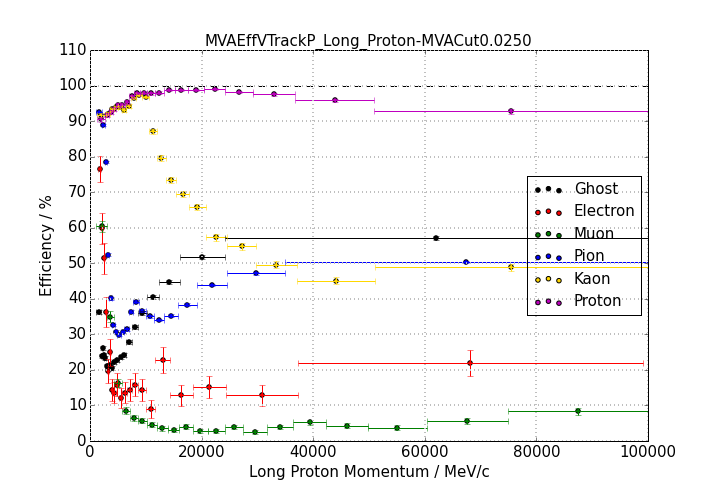 MVAEffVTrackP_Long_Proton-MVACut0.0250
110
100
90
80
70
60
50
40
30
20
10
0
Efficiency / %
Ghost
Electron
Muon
Pion
Kaon
Proton
0 20000 40000 60000 80000 100000
Long Proton Momentum / MeV/c